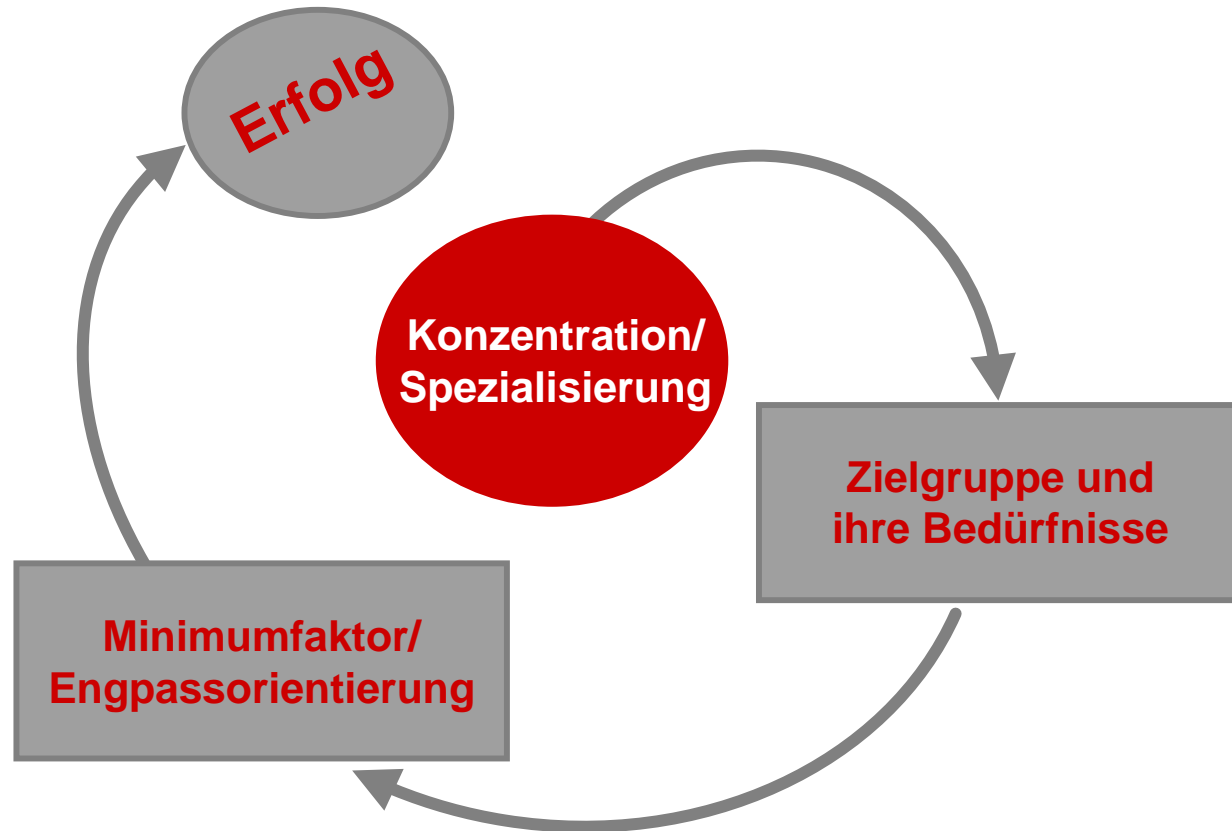 Erfolg
Konzentration/
Spezialisierung
Zielgruppe und
ihre Bedürfnisse
Minimumfaktor/
Engpassorientierung